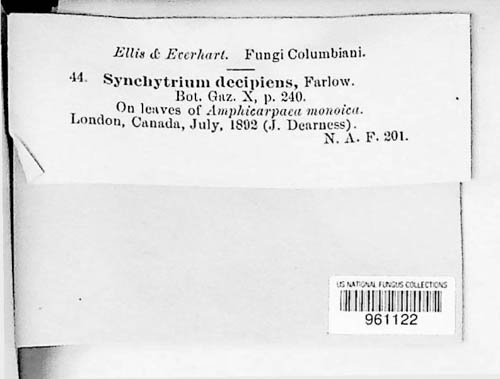 Ellis & Everhart. Fungi Columbiani.
44. Synchytrium decipiens, Farlow.
Bot. Gaz. X, p. 240.
On leaves of Amphicarpaea monoica.
London, Canada, July, 1892 (J. Dearness).
N. A. F. 201.
US NATIONAL FUNGUS COLLECTIONS
961122